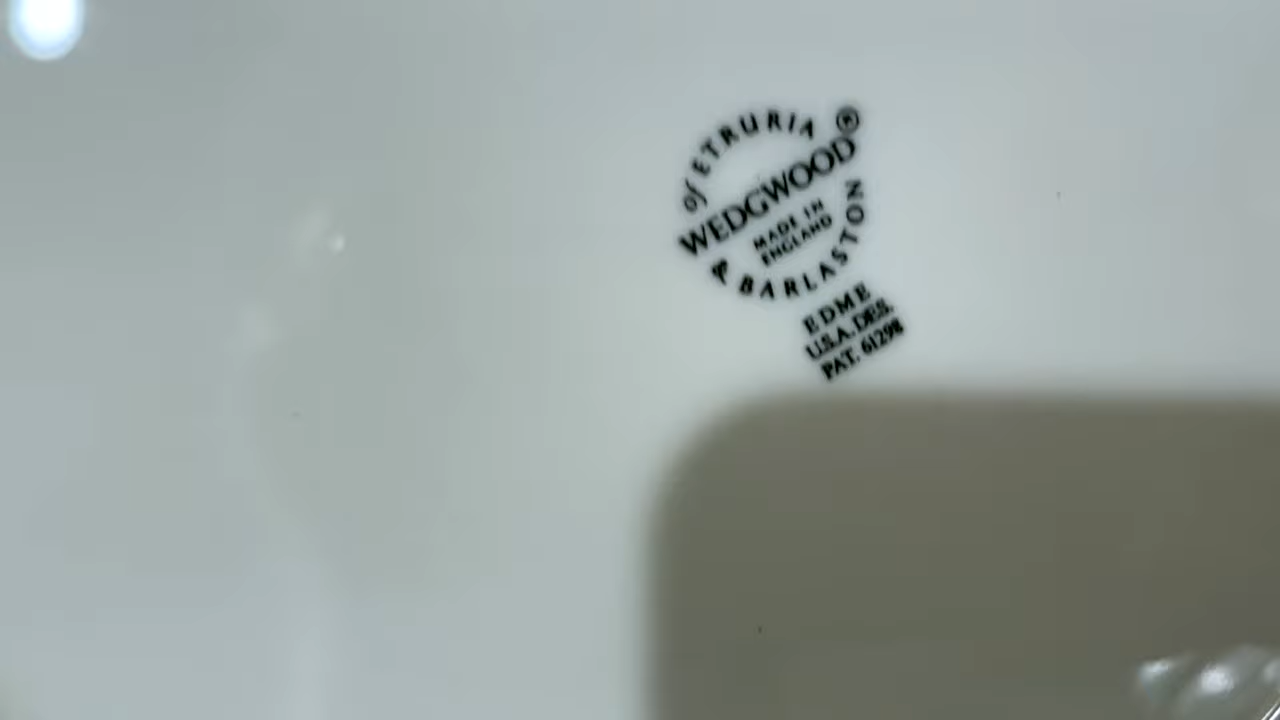 of ETRURIA
WEDGWOOD®
MADE IN
ENGLAND
& BARLASTON
EDME
U.S.A. DES.
PAT. 61298